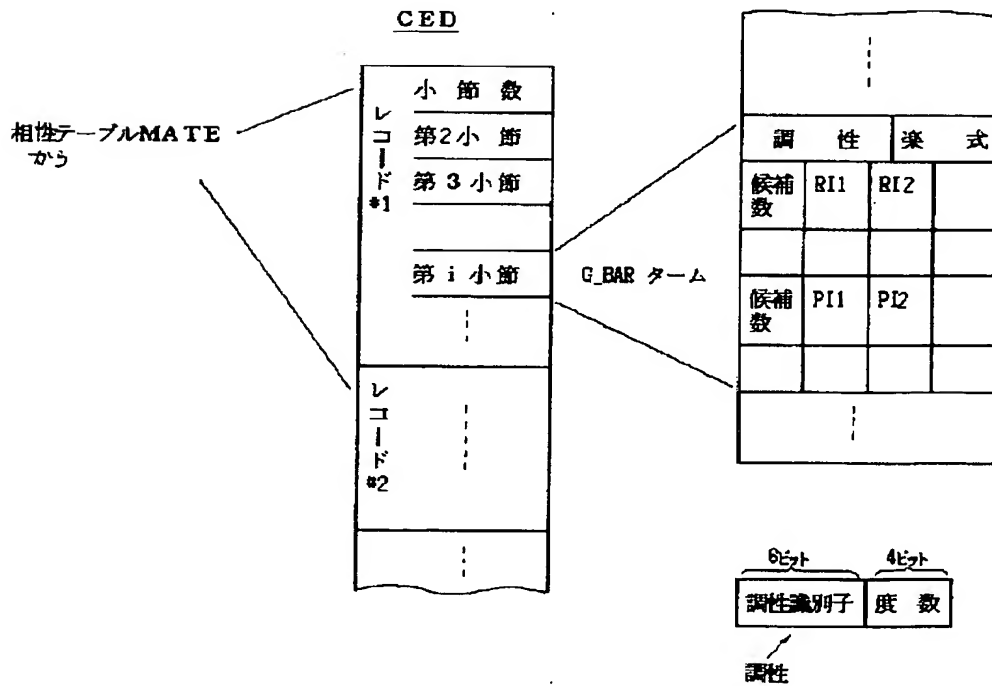 CED
相性テーブルMATE
から
レコード#1
小節数
第2小節
第3小節
第i小節
レコード#2
G_BAR ターム
調性 楽式
候補数 RI1 RI2
候補数 PI1 PI2
6ビット 4ビット
調性識別子 度数
調性